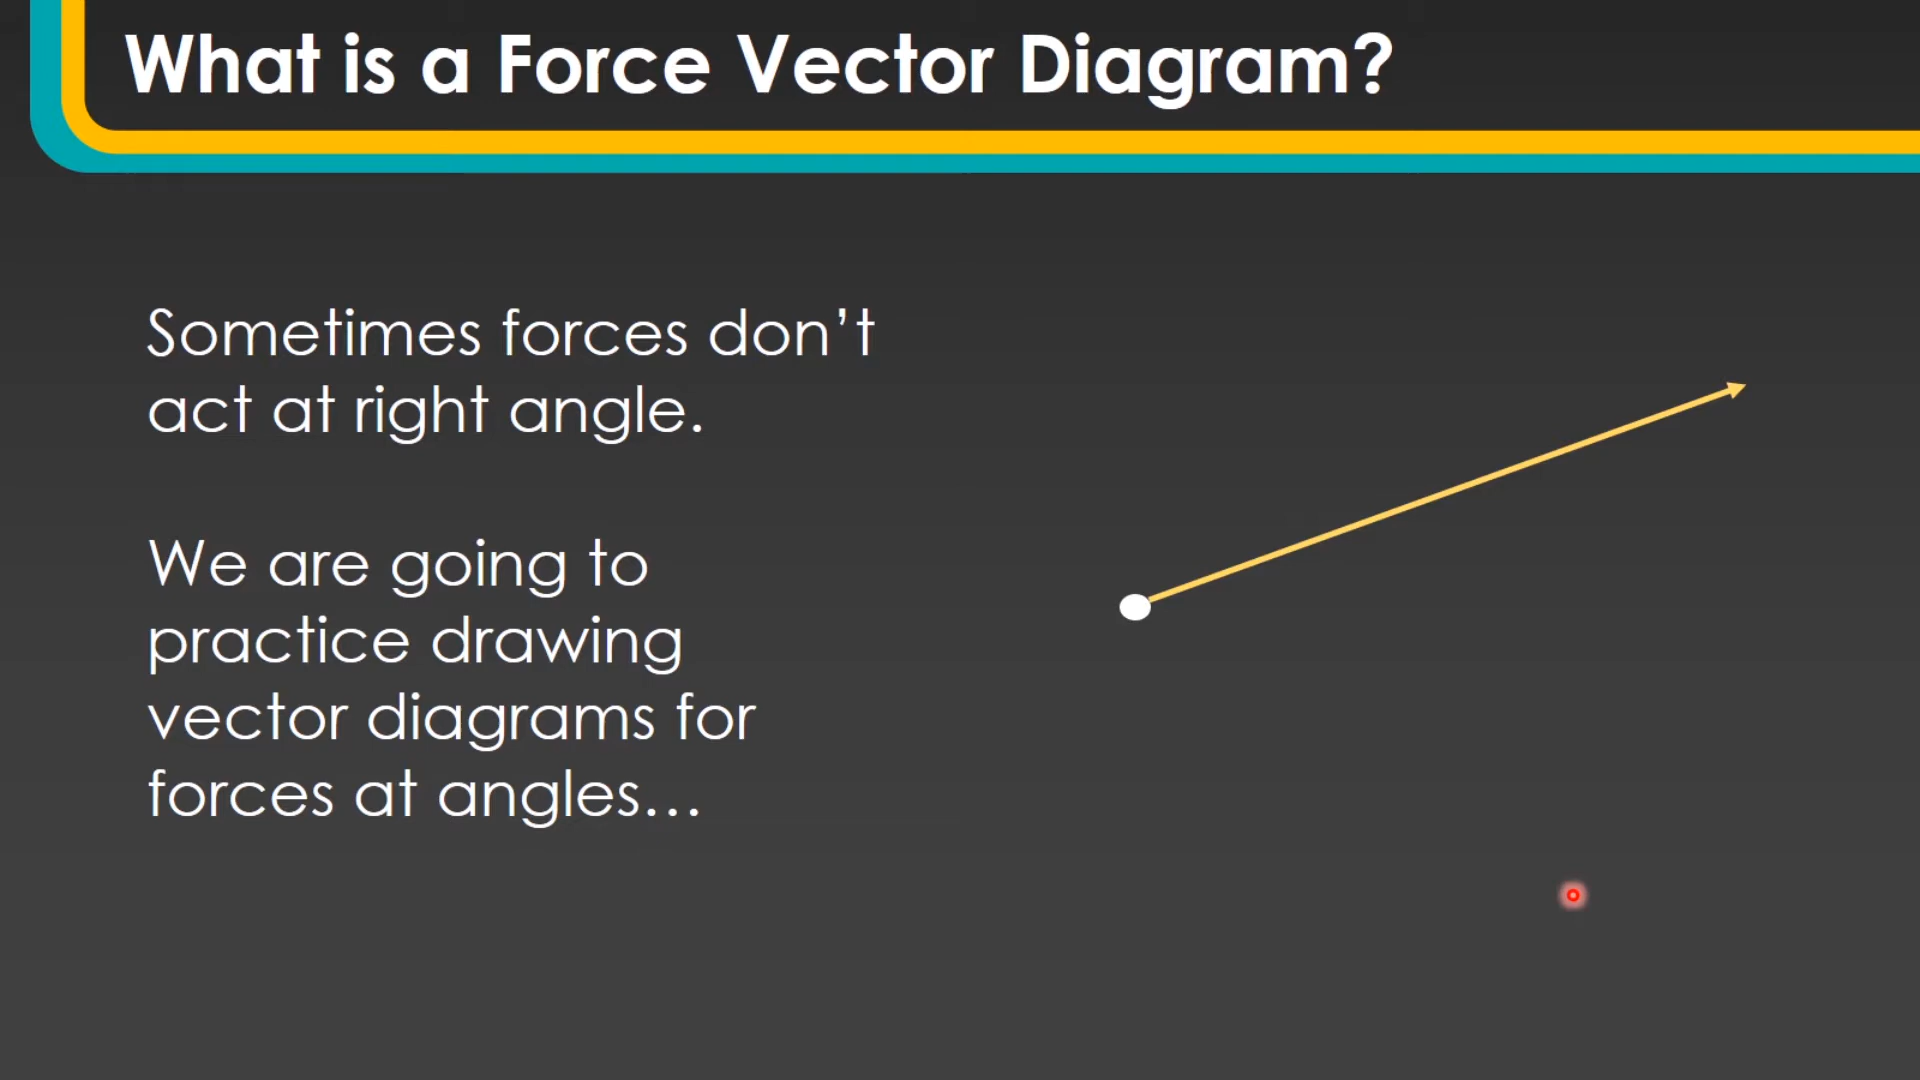 What is a Force Vector Diagram?
Sometimes forces don’t
act at right angle.
We are going to
practice drawing
vector diagrams for
forces at angles…